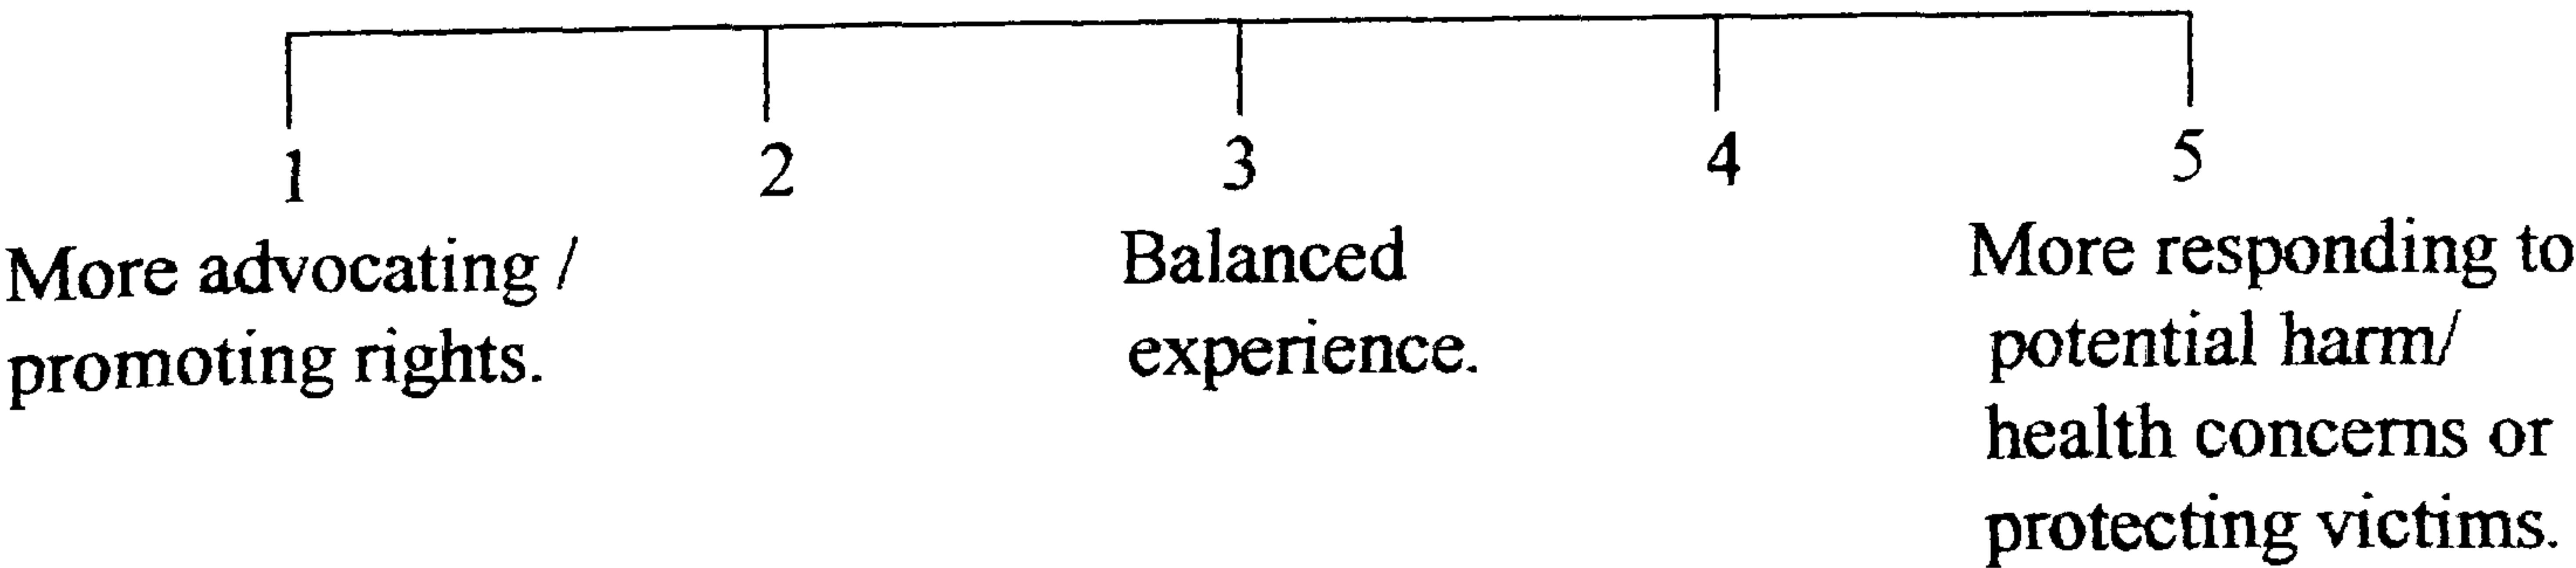 1 2 3 4 5
More advocating / Balanced More responding to
promoting rights. experience. potential harm/
health concerns or
protecting victims.